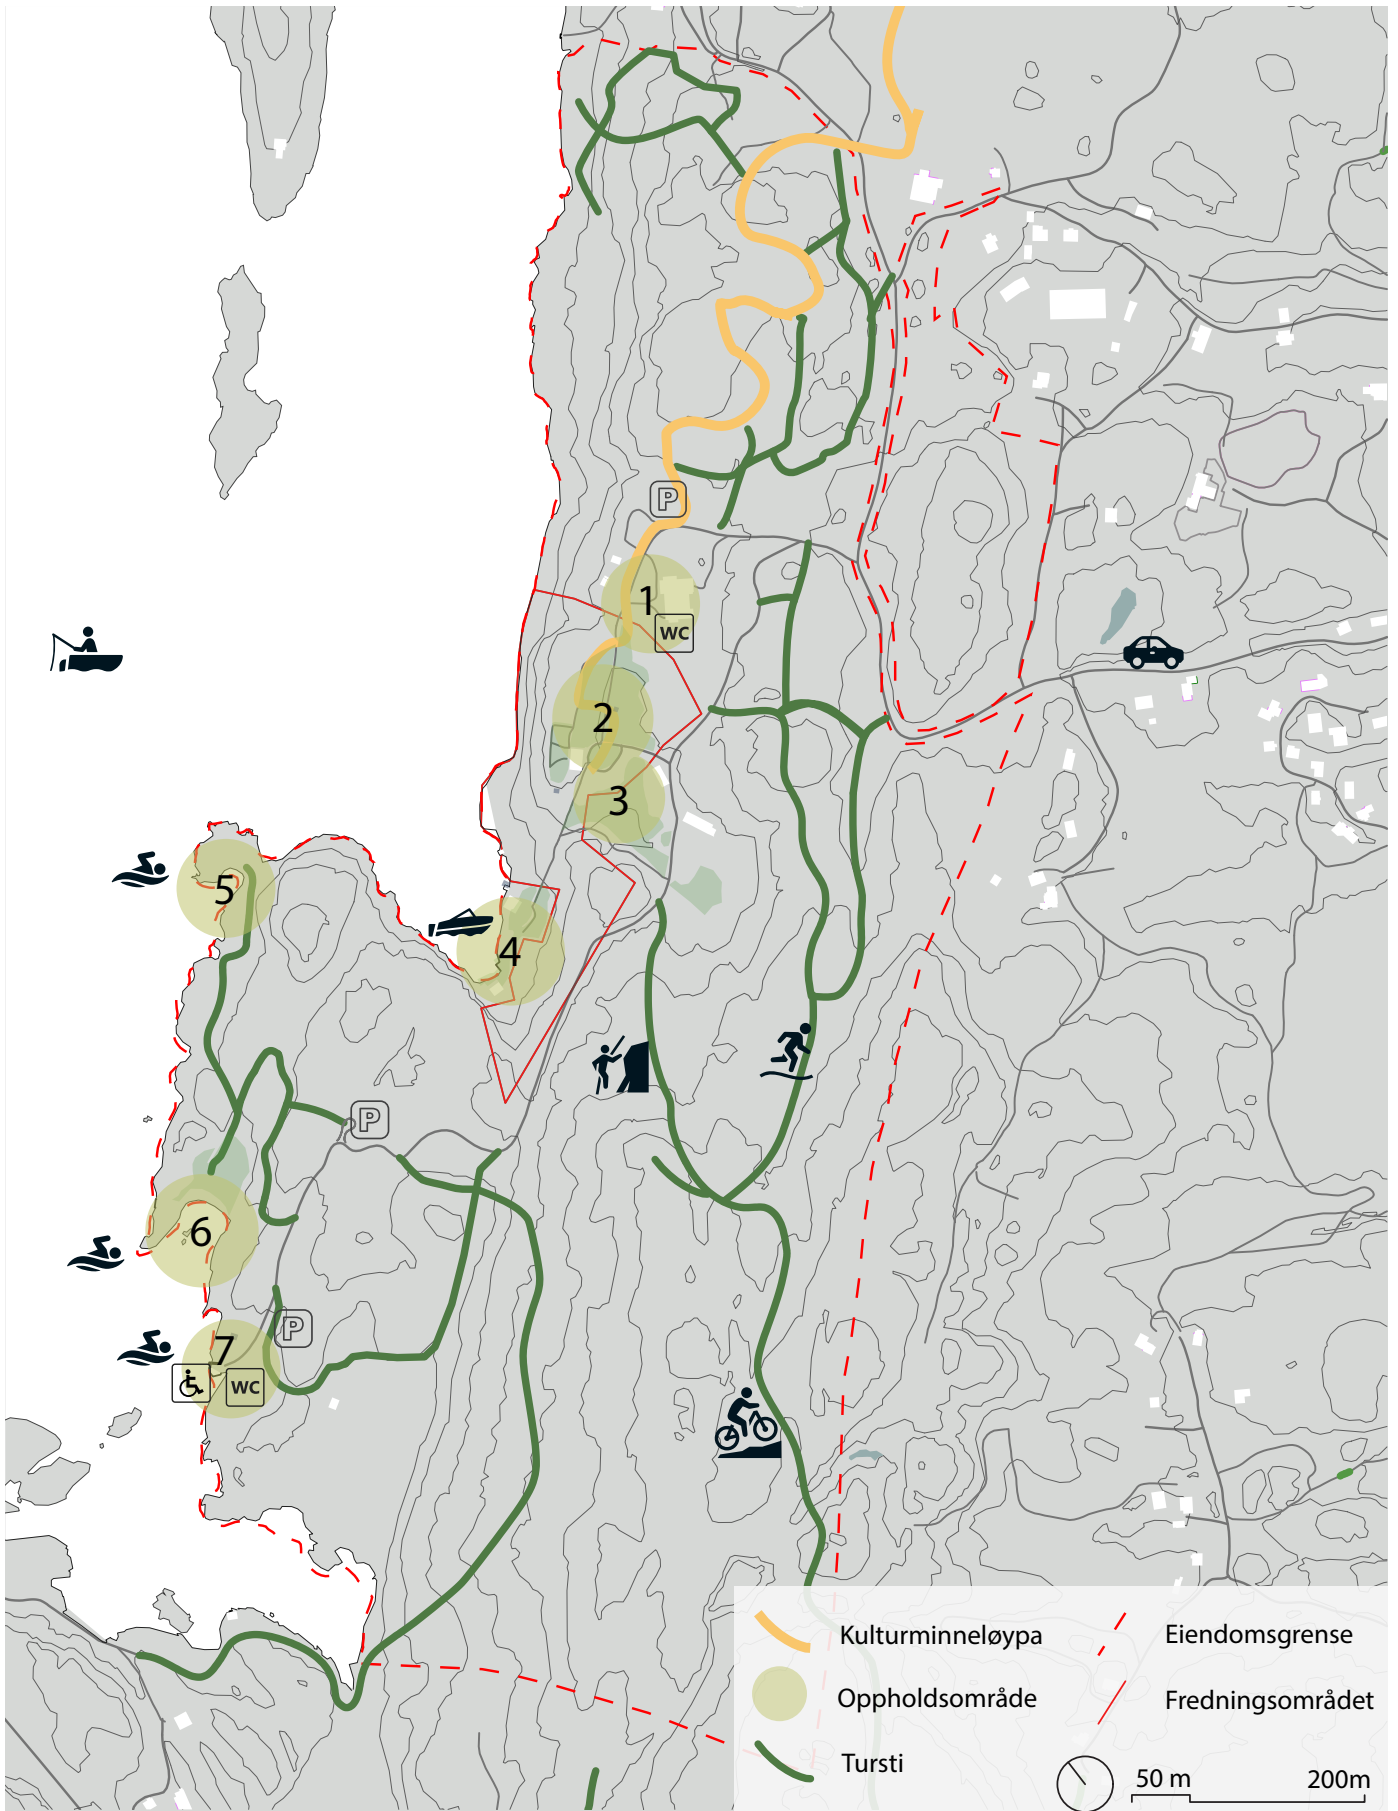 P
1
WC
2
3
5
4
P
6
P
7
WC
Kulturminneløypa
Eiendomsgrense
Oppholdsområde
Fredningsområdet
Tursti
50 m 200m